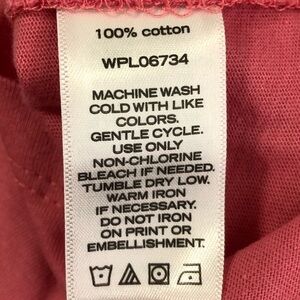 100% cotton
WPL06734
MACHINE WASH
COLD WITH LIKE
COLORS.
GENTLE CYCLE.
USE ONLY
NON-CHLORINE
BLEACH IF NEEDED.
TUMBLE DRY LOW.
WARM IRON
IF NECESSARY.
DO NOT IRON
ON PRINT OR
EMBELLISHMENT.